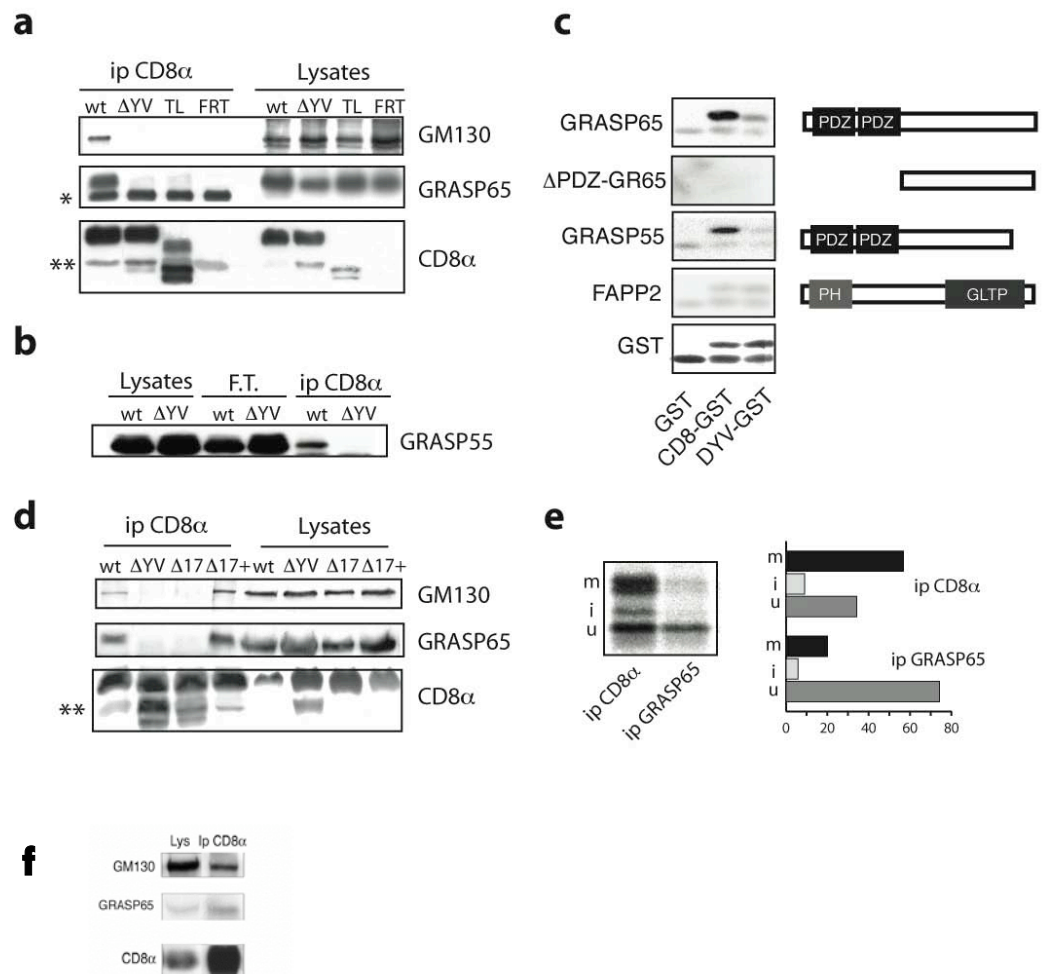 a
ip CD8α Lysates
wt ΔYV TL FRT wt ΔYV TL FRT
GM130
GRASP65
*
CD8α
**
b
Lysates F.T. ip CD8α
wt ΔYV wt ΔYV wt ΔYV
GRASP55
c
GRASP65 PDZ PDZ
ΔPDZ-GR65
GRASP55 PDZ PDZ
FAPP2 PH GLTP
GST
GST CD8-GST DYV-GST
d
ip CD8α Lysates
wt ΔYV Δ17 Δ17+ wt ΔYV Δ17 Δ17+
GM130
GRASP65
CD8α
**
e
m
i
u
ip CD8α ip GRASP65
m
i ip CD8α
u
m
i ip GRASP65
u
0 20 40 60 80
f
Lys Ip CD8α
GM130
GRASP65
CD8α